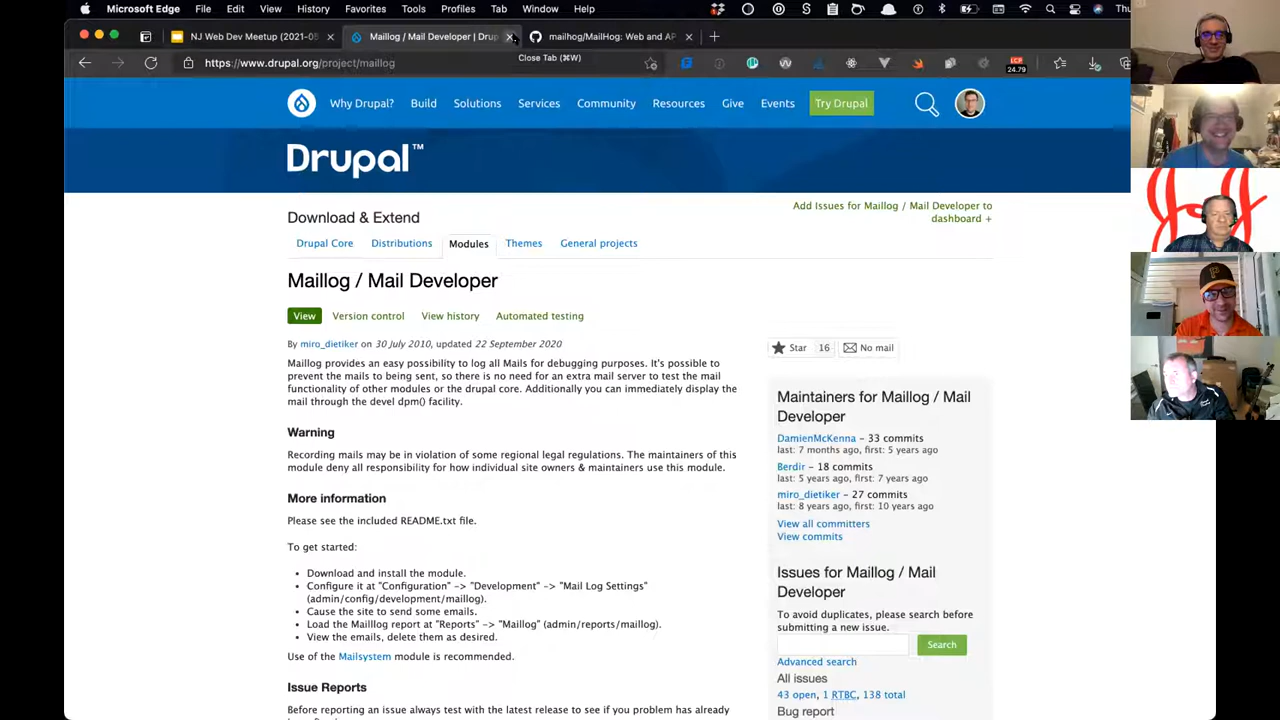 Microsoft Edge File Edit View History Favorites Tools Profiles Tab Window Help
NJ Web Dev Meetup (2021-05
Maillog / Mail Developer | Drup
mailhog/MailHog: Web and AP
Close Tab (⌘W)
https://www.drupal.org/project/maillog
LCP
24.79
Why Drupal? Build Solutions Services Community Resources Give Events Try Drupal
Drupal™
Download & Extend
Add Issues for Maillog / Mail Developer to
dashboard +
Drupal Core Distributions Modules Themes General projects
Maillog / Mail Developer
View Version control View history Automated testing
By miro_dietiker on 30 July 2010, updated 22 September 2020
Star 16 No mail
Maillog provides an easy possibility to log all Mails for debugging purposes. It's possible to
prevent the mails to being sent, so there is no need for an extra mail server to test the mail
functionality of other modules or the drupal core. Additionally you can immediately display the
mail through the devel dpm() facility.
Warning
Recording mails may be in violation of some regional legal regulations. The maintainers of this
module deny all responsibility for how individual site owners & maintainers use this module.
More information
Please see the included README.txt file.
To get started:
• Download and install the module.
• Configure it at "Configuration" -> "Development" -> "Mail Log Settings"
(admin/config/development/maillog).
• Cause the site to send some emails.
• Load the Mailllog report at "Reports" -> "Maillog" (admin/reports/maillog).
• View the emails, delete them as desired.
Use of the Mailsystem module is recommended.
Issue Reports
Before reporting an issue always test with the latest release to see if you problem has already
Maintainers for Maillog / Mail
Developer
DamienMcKenna – 33 commits
last: 7 months ago, first: 5 years ago
Berdir – 18 commits
last: 5 years ago, first: 7 years ago
miro_dietiker – 27 commits
last: 8 years ago, first: 10 years ago
View all committers
View commits
Issues for Maillog / Mail
Developer
To avoid duplicates, please search before
submitting a new issue.
Search
Advanced search
All issues
43 open, 1 RTBC, 138 total
Bug report